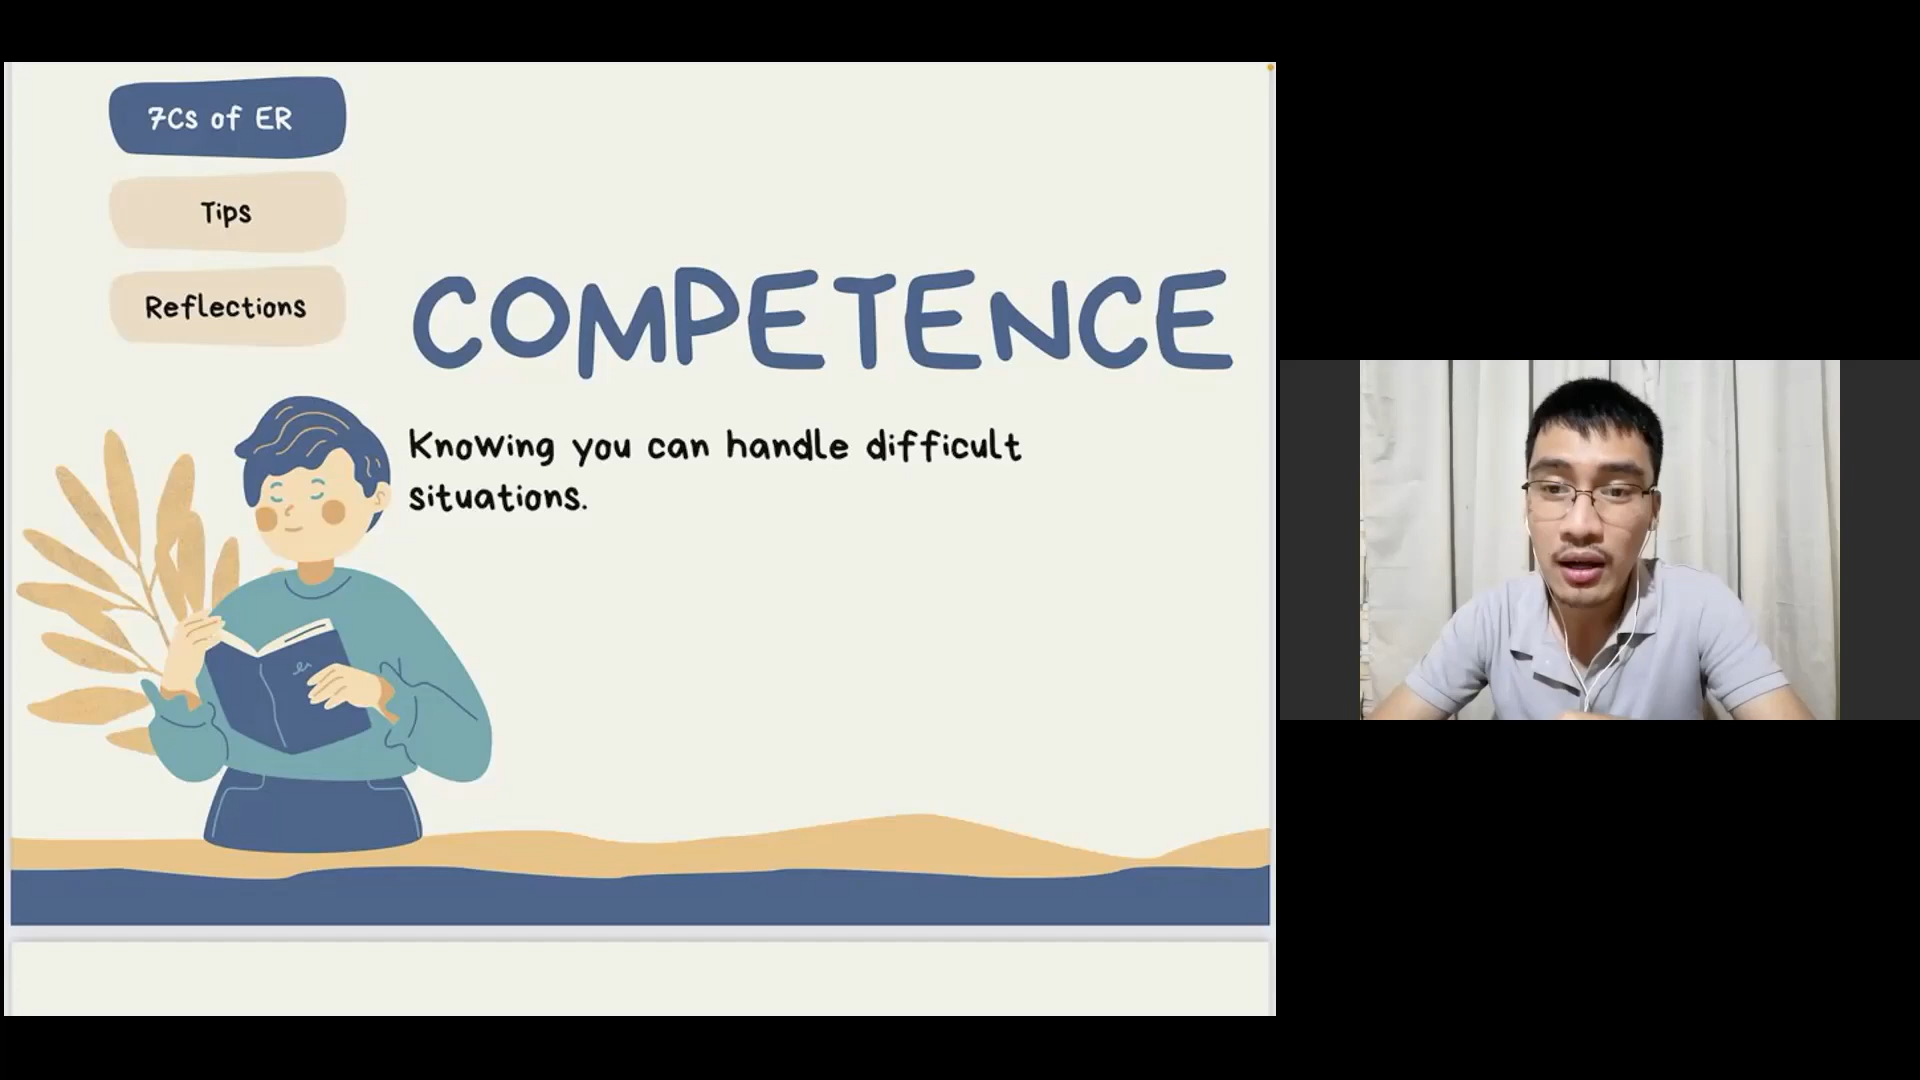 7Cs of ER
Tips
Reflections
COMPETENCE
Knowing you can handle difficult
situations.